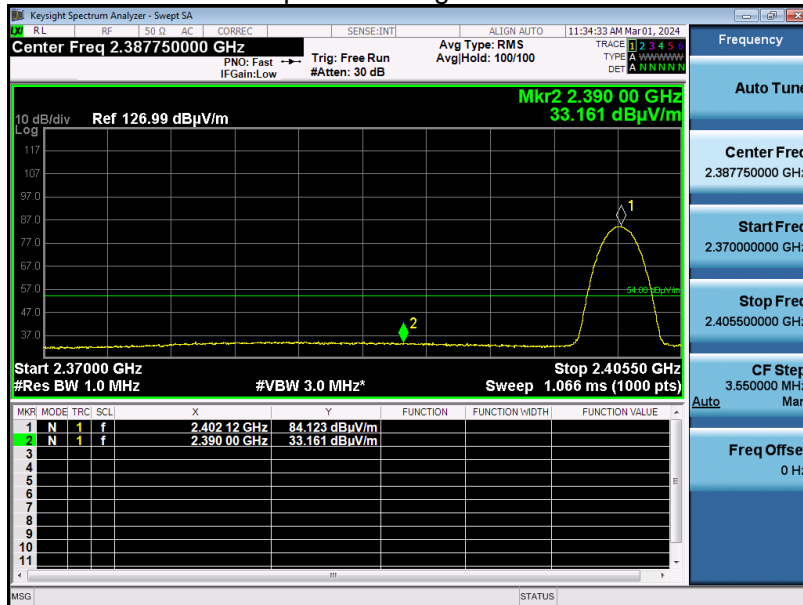 Keysight Spectrum Analyzer - Swept SA
RL RF 50 Ω AC CORREC SENSE:INT ALIGN AUTO 11:34:33 AM Mar 01, 2024
Center Freq 2.387750000 GHz
PNO: Fast
IFGain:Low
Trig: Free Run
#Atten: 30 dB
Avg Type: RMS
Avg|Hold: 100/100
TRACE 1 2 3 4 5 6
TYPE A WWWWW
DET A N N N N N
Mkr2 2.390 00 GHz
33.161 dBµV/m
10 dB/div Ref 126.99 dBµV/m
Log
117
107
97.0
87.0
77.0
67.0
57.0
47.0
37.0
1
2
54.00 dBµV/m
Start 2.37000 GHz Stop 2.40550 GHz
#Res BW 1.0 MHz #VBW 3.0 MHz* Sweep 1.066 ms (1000 pts)
MKR MODE TRC SCL X Y FUNCTION FUNCTION WIDTH FUNCTION VALUE
1 N 1 f 2.402 12 GHz 84.123 dBµV/m
2 N 1 f 2.390 00 GHz 33.161 dBµV/m
3
4
5
6
7
8
9
10
11
MSG STATUS
Frequency
Auto Tune
Center Freq
2.387750000 GHz
Start Freq
2.370000000 GHz
Stop Freq
2.405500000 GHz
CF Step
3.550000 MHz
Auto Man
Freq Offset
0 Hz